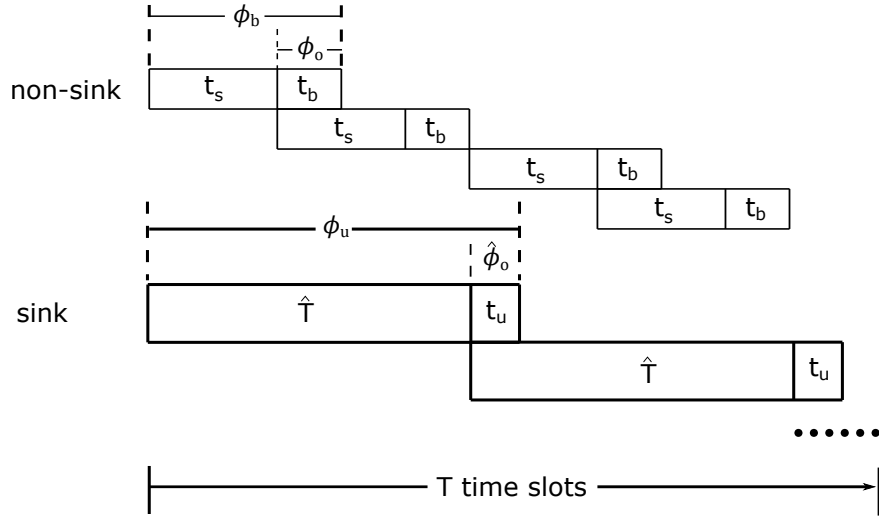 ϕb
ϕo
non-sink
ts tb
ts tb
ts tb
ts tb
ϕu
ϕ̂o
sink
T̂ tu
T̂ tu
T time slots